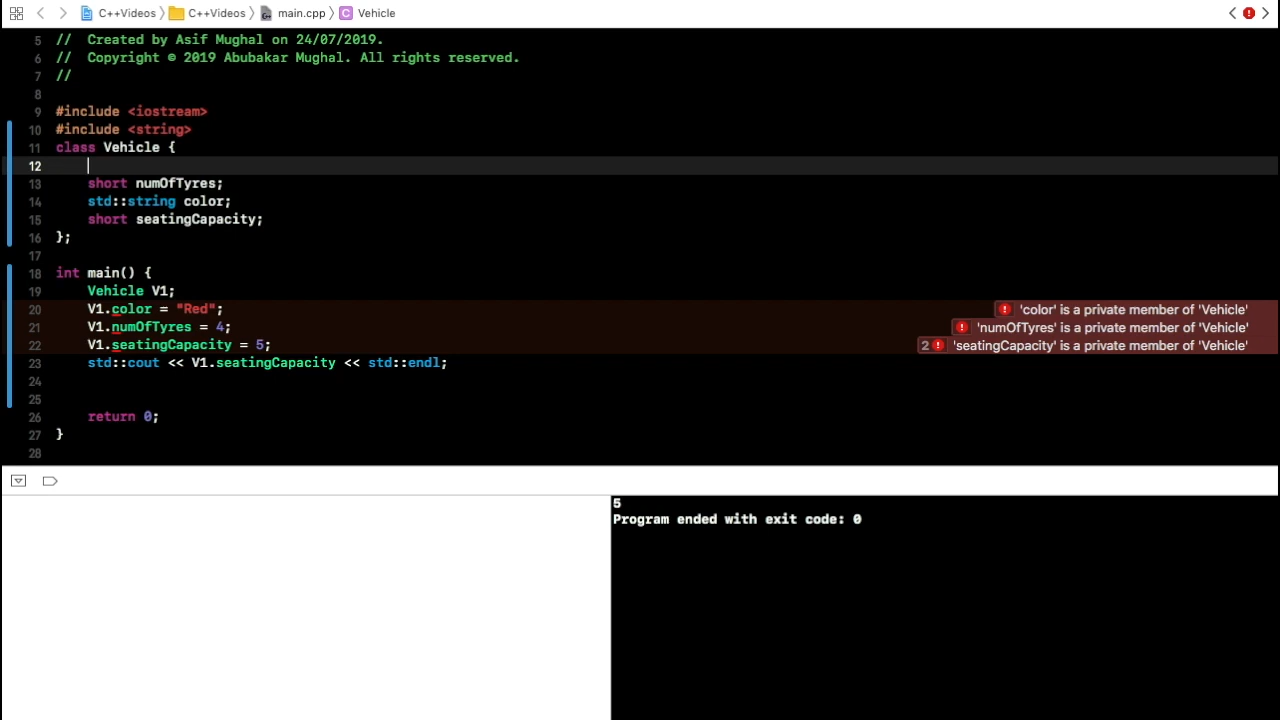 C++Videos C++Videos main.cpp C Vehicle
5 // Created by Asif Mughal on 24/07/2019.
6 // Copyright © 2019 Abubakar Mughal. All rights reserved.
7 //
8
9 #include <iostream>
10 #include <string>
11 class Vehicle {
12
13 short numOfTyres;
14 std::string color;
15 short seatingCapacity;
16 };
17
18 int main() {
19 Vehicle V1;
20 V1.color = "Red"; 'color' is a private member of 'Vehicle'
21 V1.numOfTyres = 4; 'numOfTyres' is a private member of 'Vehicle'
22 V1.seatingCapacity = 5; 2 'seatingCapacity' is a private member of 'Vehicle'
23 std::cout << V1.seatingCapacity << std::endl;
24
25
26 return 0;
27 }
28
5
Program ended with exit code: 0